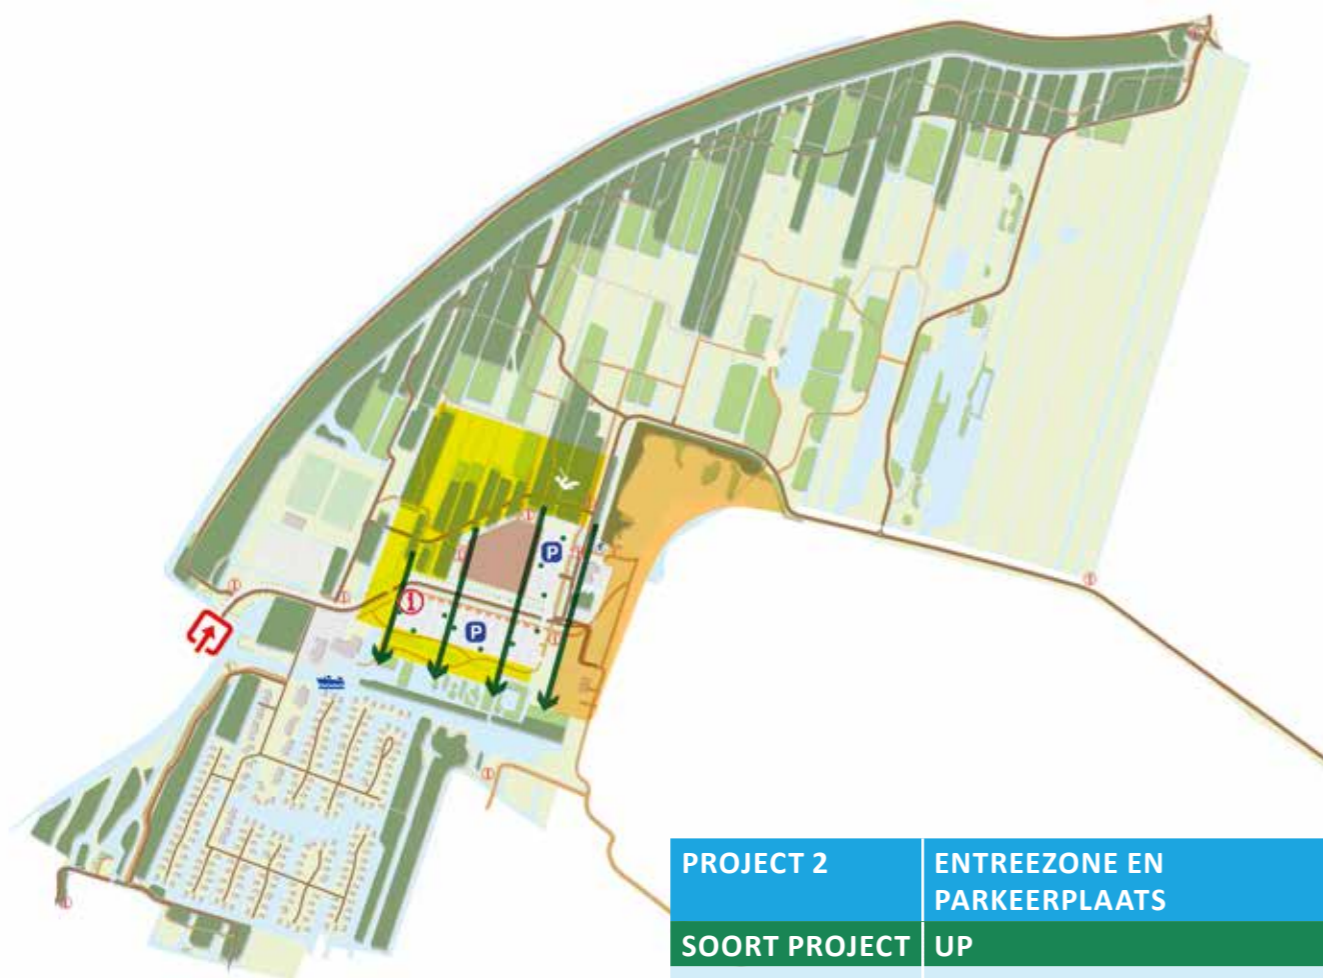 P
P
PROJECT 2
ENTREEZONE EN
PARKEERPLAATS
SOORT PROJECT
UP